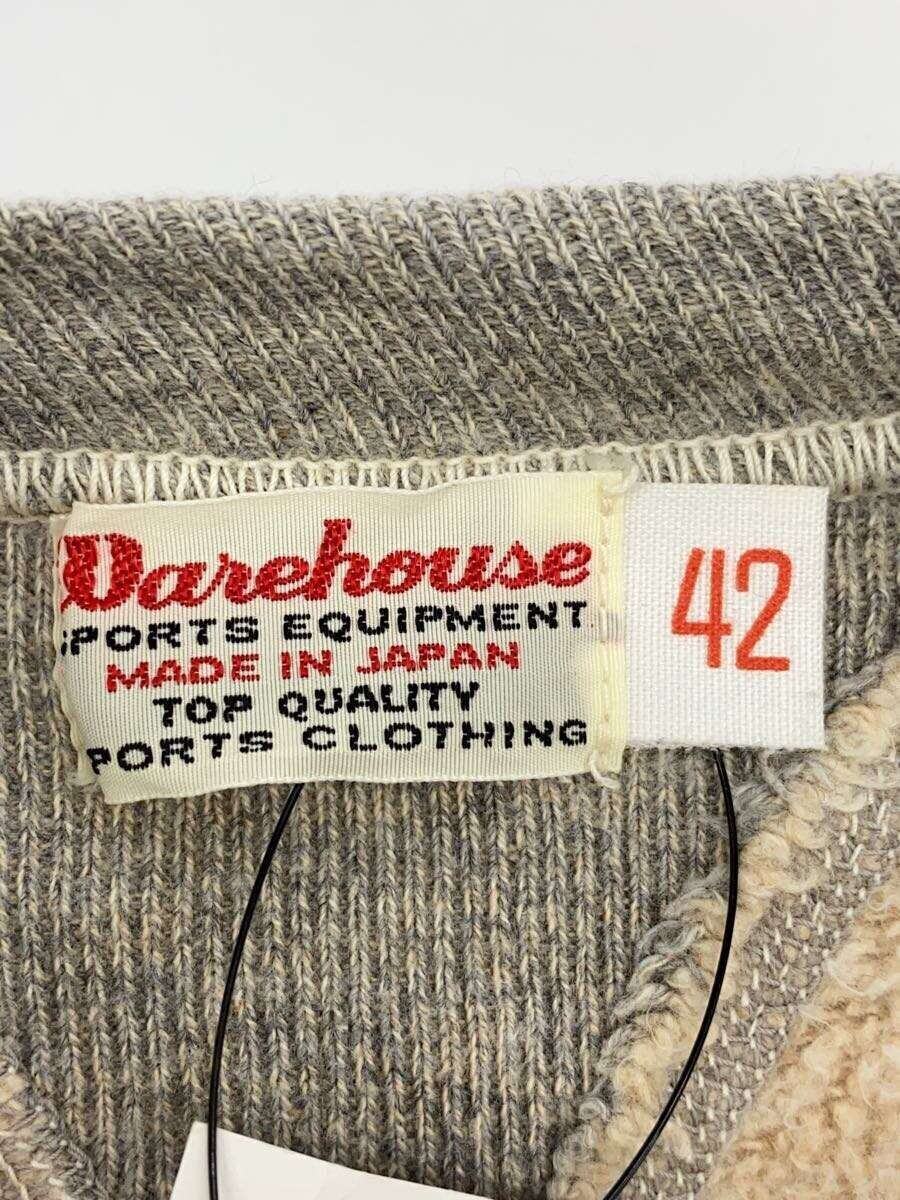 Warehouse
SPORTS EQUIPMENT
MADE IN JAPAN
TOP QUALITY
SPORTS CLOTHING
42